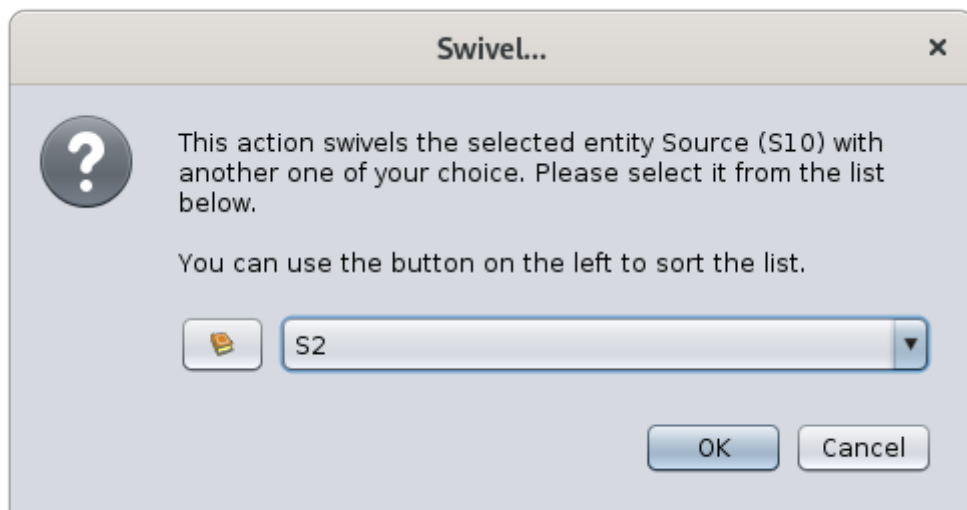 Swivel...
This action swivels the selected entity Source (S10) with
another one of your choice. Please select it from the list
below.
You can use the button on the left to sort the list.
S2
OK
Cancel